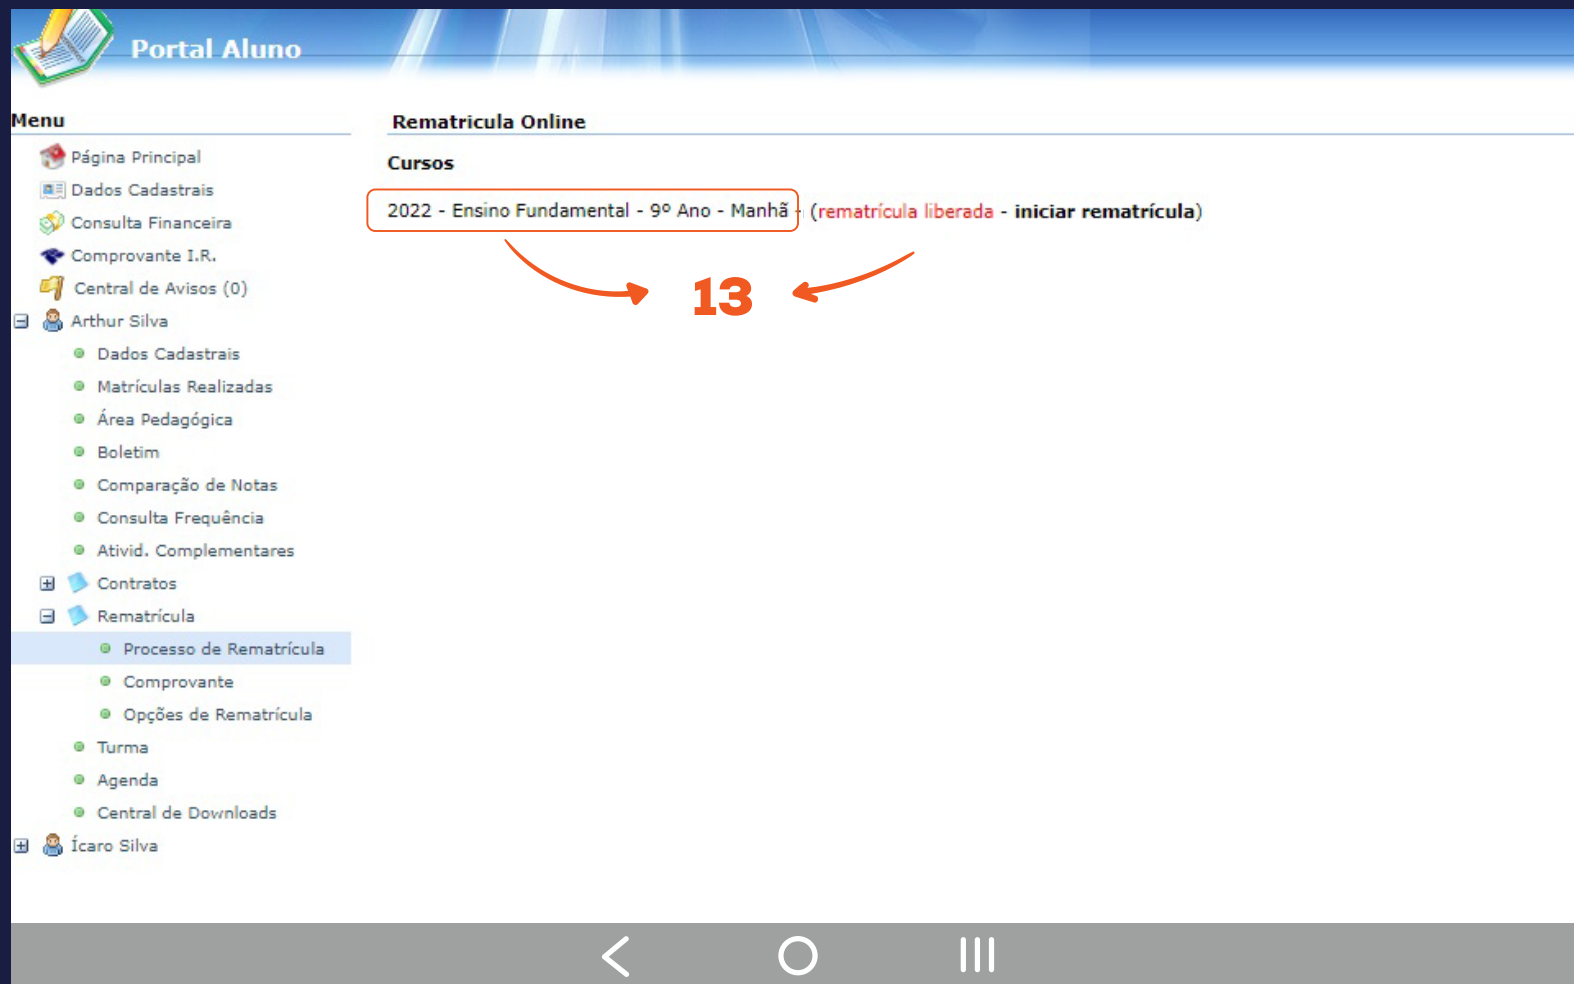 Portal Aluno
Menu
Página Principal
Dados Cadastrais
Consulta Financeira
Comprovante I.R.
Central de Avisos (0)
Arthur Silva
Dados Cadastrais
Matrículas Realizadas
Área Pedagógica
Boletim
Comparação de Notas
Consulta Frequência
Ativid. Complementares
Contratos
Rematrícula
Processo de Rematrícula
Comprovante
Opções de Rematrícula
Turma
Agenda
Central de Downloads
Ícaro Silva
Rematricula Online
Cursos
2022 - Ensino Fundamental - 9º Ano - Manhã - (rematrícula liberada - iniciar rematrícula)
13